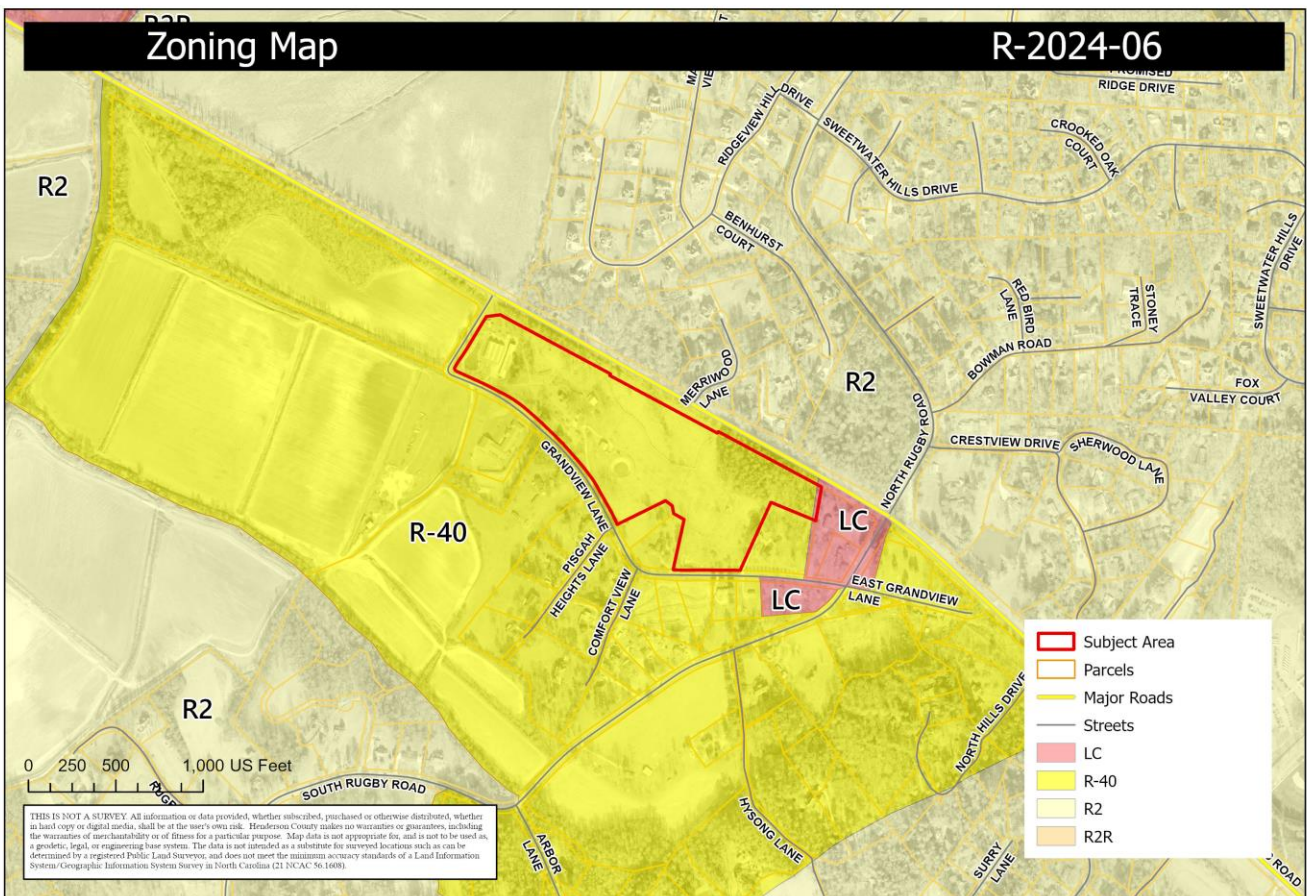 R2R
Zoning Map
R-2024-06
MA
VIE
T
RIDGEVIEW HILL DRIVE
SWEETWATER HILLS DRIVE
PROMISED
RIDGE DRIVE
CROOKED OAK
COURT
R2
BENHURST
COURT
SWEETWATER HILLS
DRIVE
RED BIRD
LANE
STONEY
TRACE
BOWMAN ROAD
MERRIWOOD
LANE
R2
FOX
VALLEY COURT
NORTH RUGBY ROAD
CRESTVIEW DRIVE
SHERWOOD LANE
GRANDVIEW LANE
R-40
LC
PISGAH
HEIGHTS LANE
COMFORT VIEW
LANE
LC
EAST GRANDVIEW
LANE
NORTH HILLS DRIVE
R2
HYSONG LANE
SOUTH RUGBY ROAD
RUGB
ARBOR
LANE
SURRY
LANE
C ROAD
Subject Area
Parcels
Major Roads
Streets
LC
R-40
R2
R2R
0 250 500 1,000 US Feet
THIS IS NOT A SURVEY. All information or data provided, whether subscribed, purchased or otherwise distributed, whether
in hard copy or digital media, shall be at the user's own risk. Henderson County makes no warranties or guarantees, including
the warranties of merchantability or of fitness for a particular purpose. Map data is not appropriate for, and is not to be used as,
a geodetic, legal, or engineering base system. The data is not intended as a substitute for surveyed locations such as can be
determined by a registered Public Land Surveyor, and does not meet the minimum accuracy standards of a Land Information
System/Geographic Information System Survey in North Carolina (21 NCAC 56.1608).